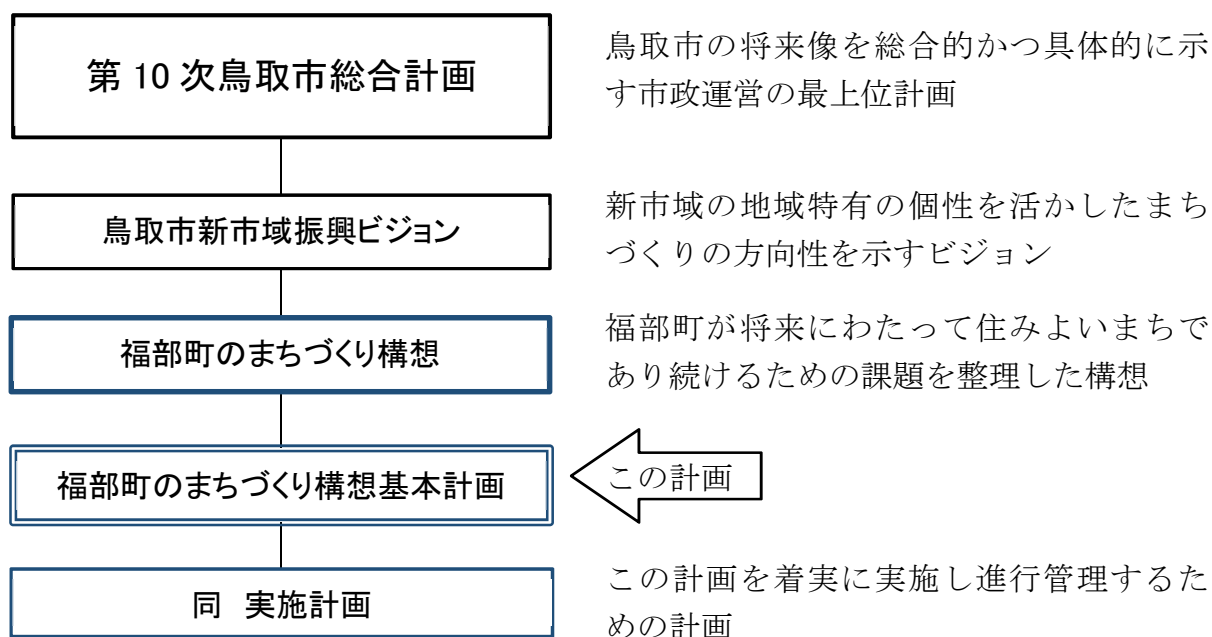 第 10 次鳥取市総合計画
鳥取市の将来像を総合的かつ具体的に示
す市政運営の最上位計画
鳥取市新市域振興ビジョン
新市域の地域特有の個性を活かしたまち
づくりの方向性を示すビジョン
福部町のまちづくり構想
福部町が将来にわたって住みよいまちで
あり続けるための課題を整理した構想
福部町のまちづくり構想基本計画
この計画
同 実施計画
この計画を着実に実施し進行管理するた
めの計画